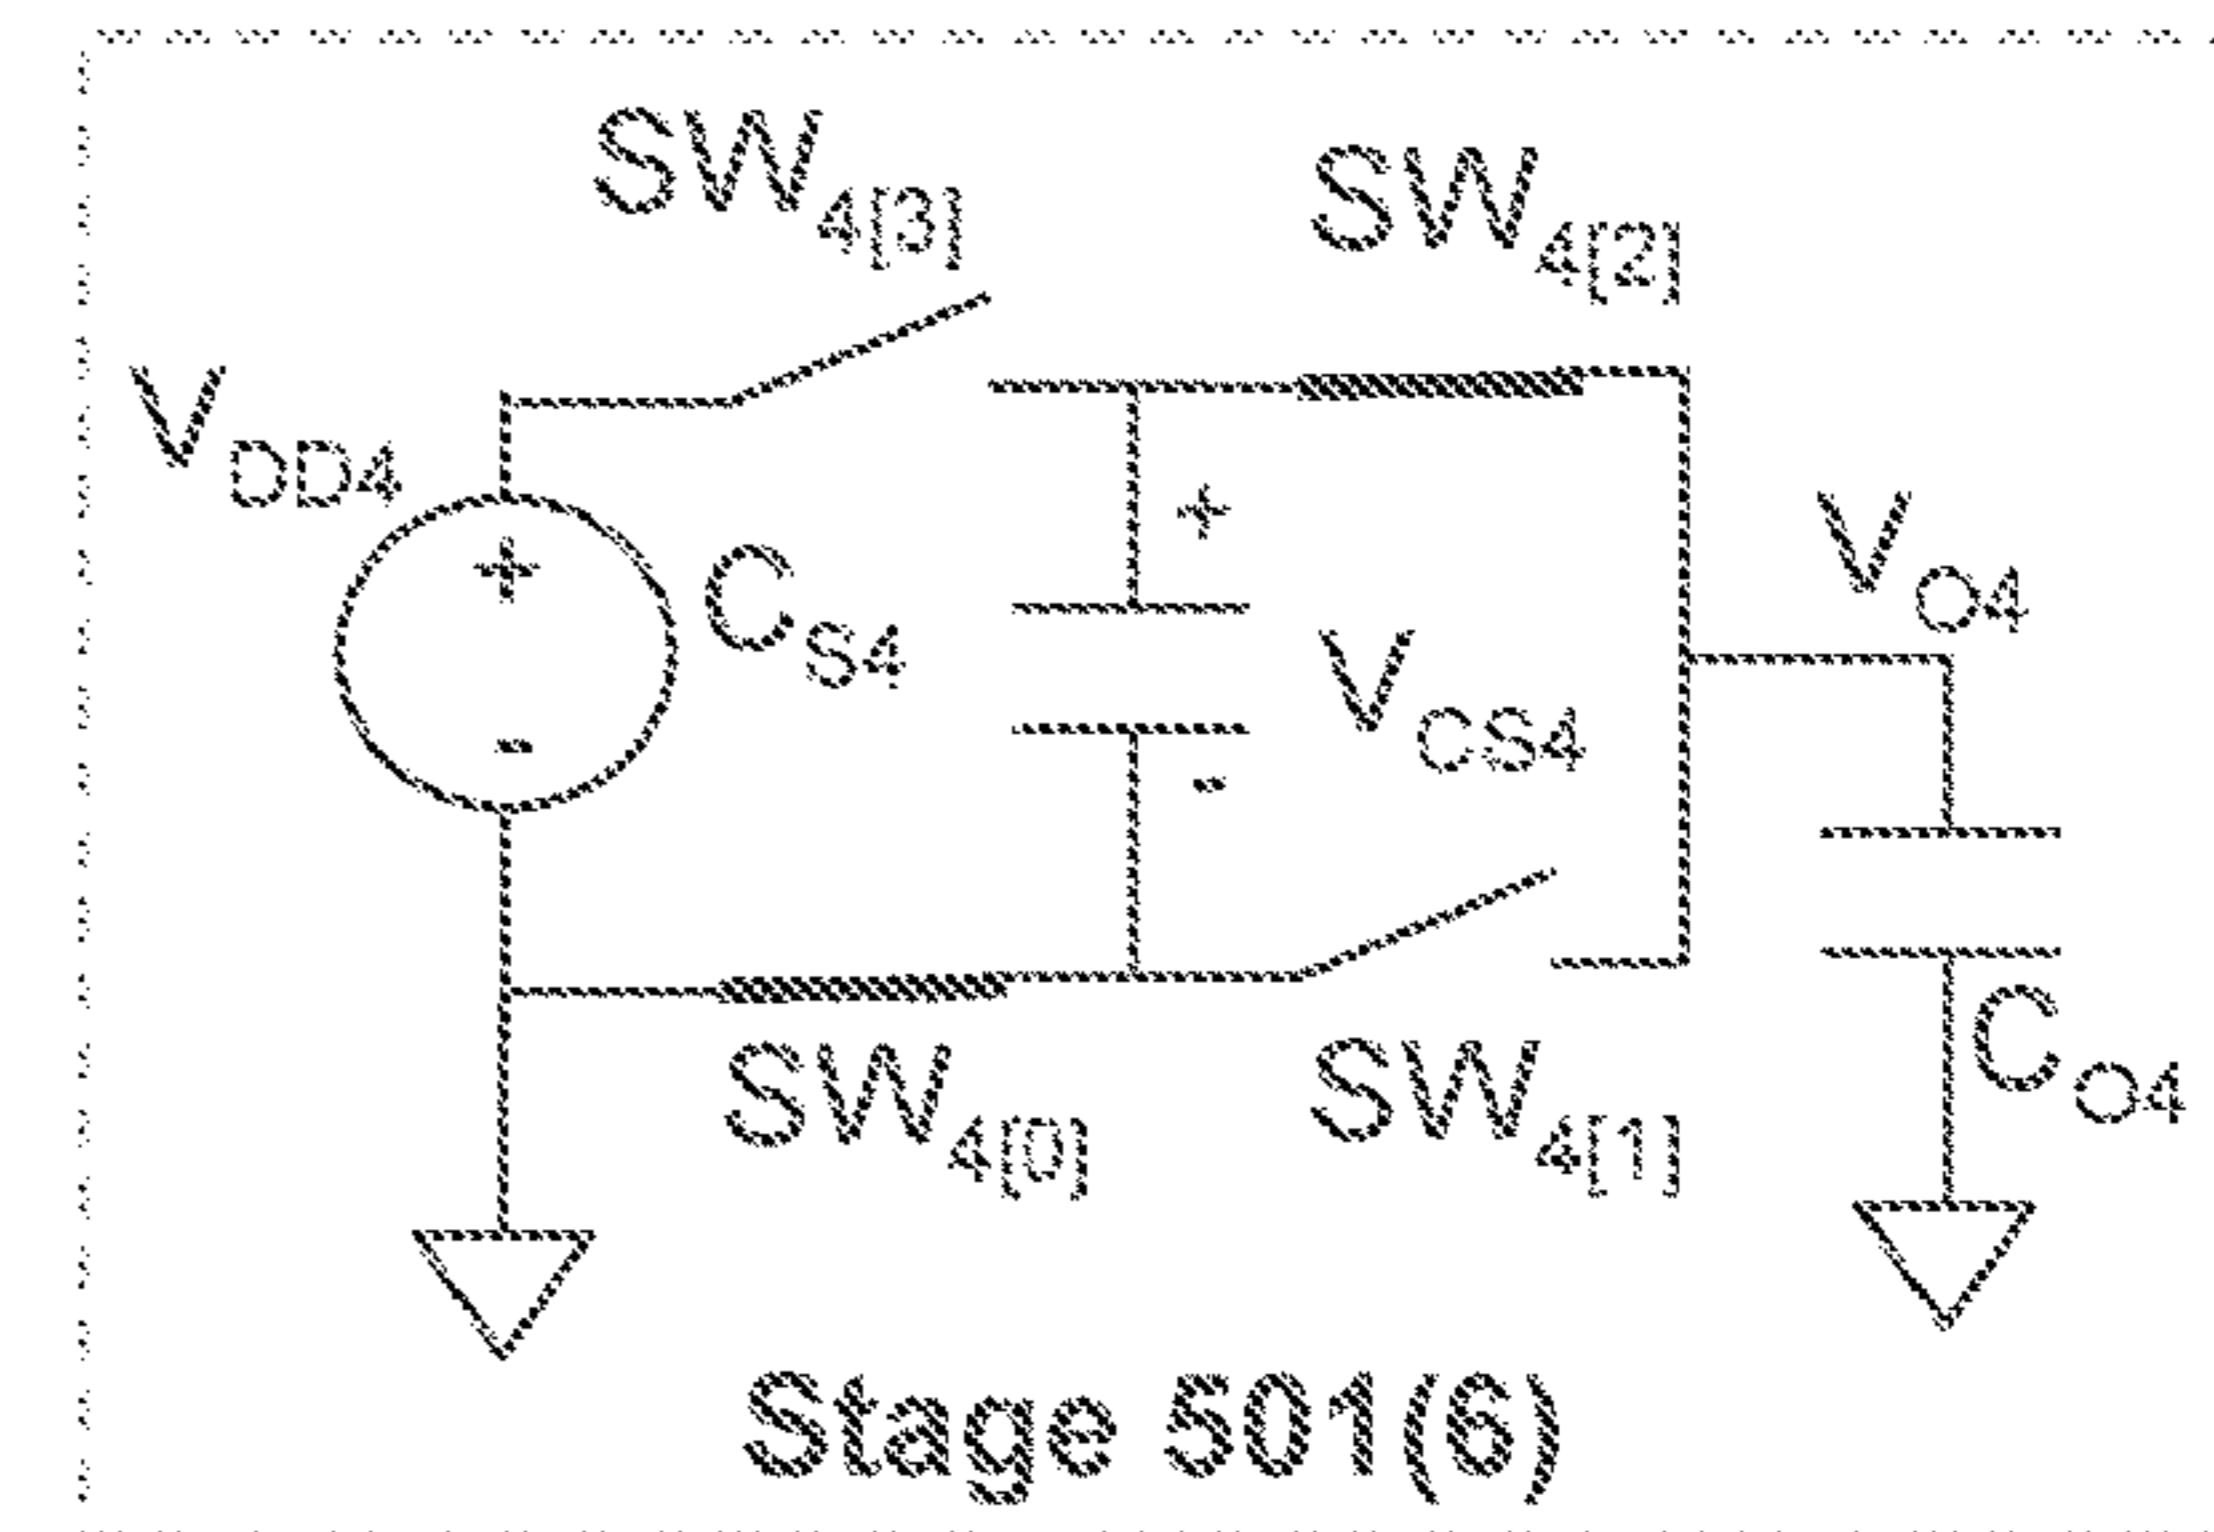 SW4[3]
SW4[2]
VDD4
+
+
VO4
CS4
VCS4
-
-
CO4
SW4[0]
SW4[1]
Stage 501(6)